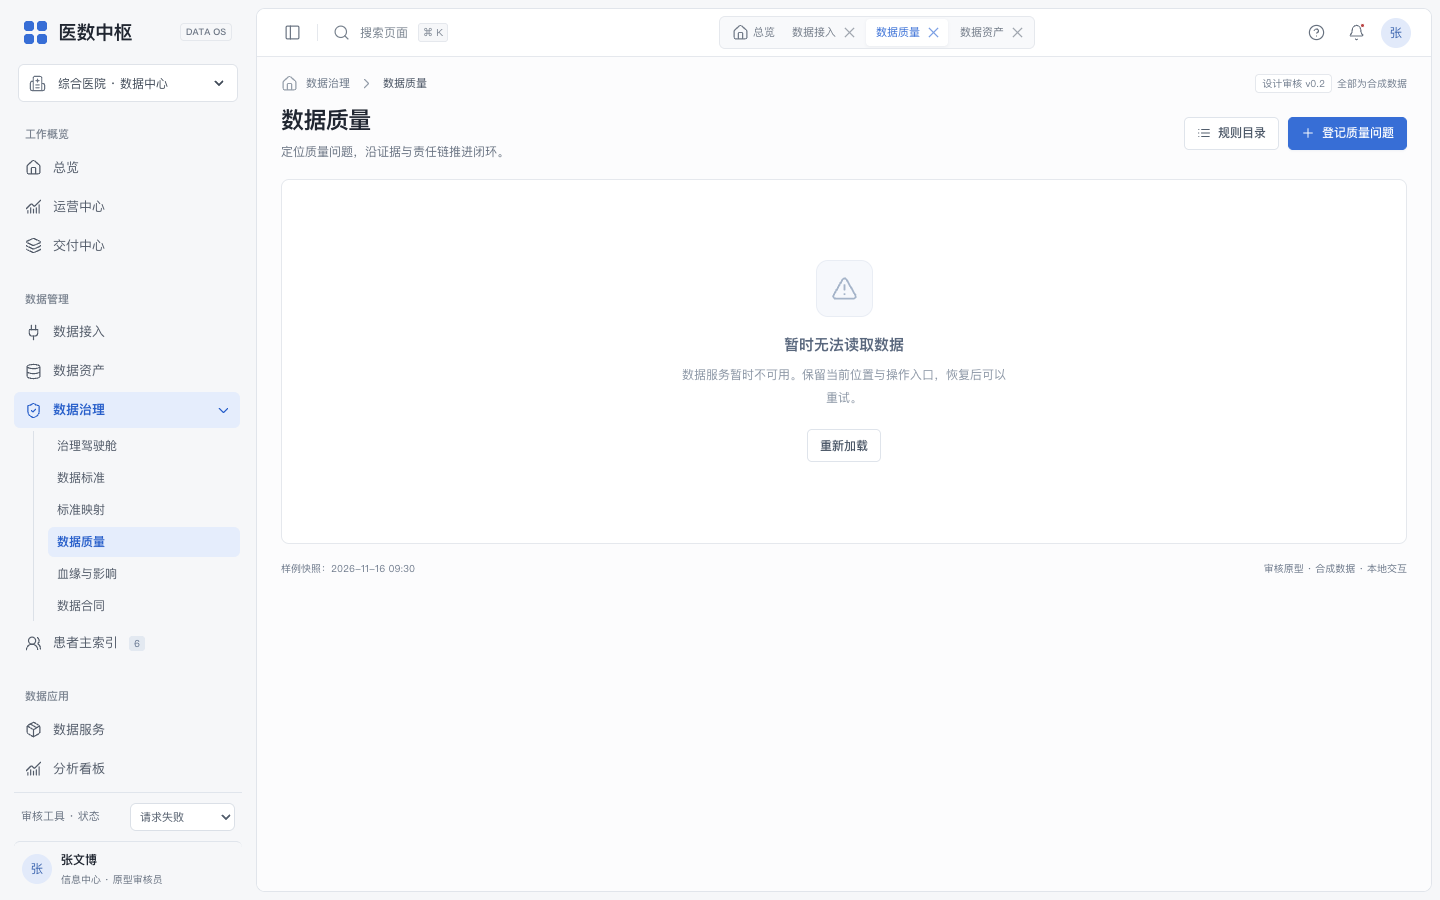 医数中枢
DATA OS
综合医院 · 数据中心
工作概览
总览
运营中心
交付中心
数据管理
数据接入
数据资产
数据治理
治理驾驶舱
数据标准
标准映射
数据质量
血缘与影响
数据合同
患者主索引 6
数据应用
数据服务
分析看板
审核工具 · 状态 请求失败
张 张文博
信息中心 · 原型审核员
搜索页面 ⌘ K
总览 数据接入 数据质量 数据资产
张
数据治理 数据质量
设计审核 v0.2 全部为合成数据
数据质量
定位质量问题，沿证据与责任链推进闭环。
规则目录 登记质量问题
暂时无法读取数据
数据服务暂时不可用。保留当前位置与操作入口，恢复后可以
重试。
重新加载
样例快照：2026-11-16 09:30
审核原型 · 合成数据 · 本地交互